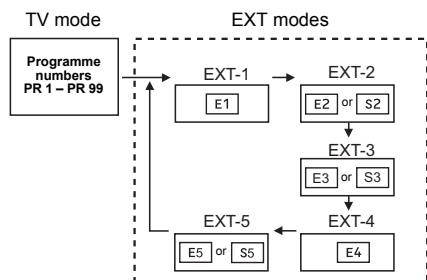 TV mode
EXT modes
Programme
numbers
PR 1 – PR 99
EXT-1
E1
EXT-2
E2 or S2
EXT-3
E3 or S3
EXT-4
E4
EXT-5
E5 or S5